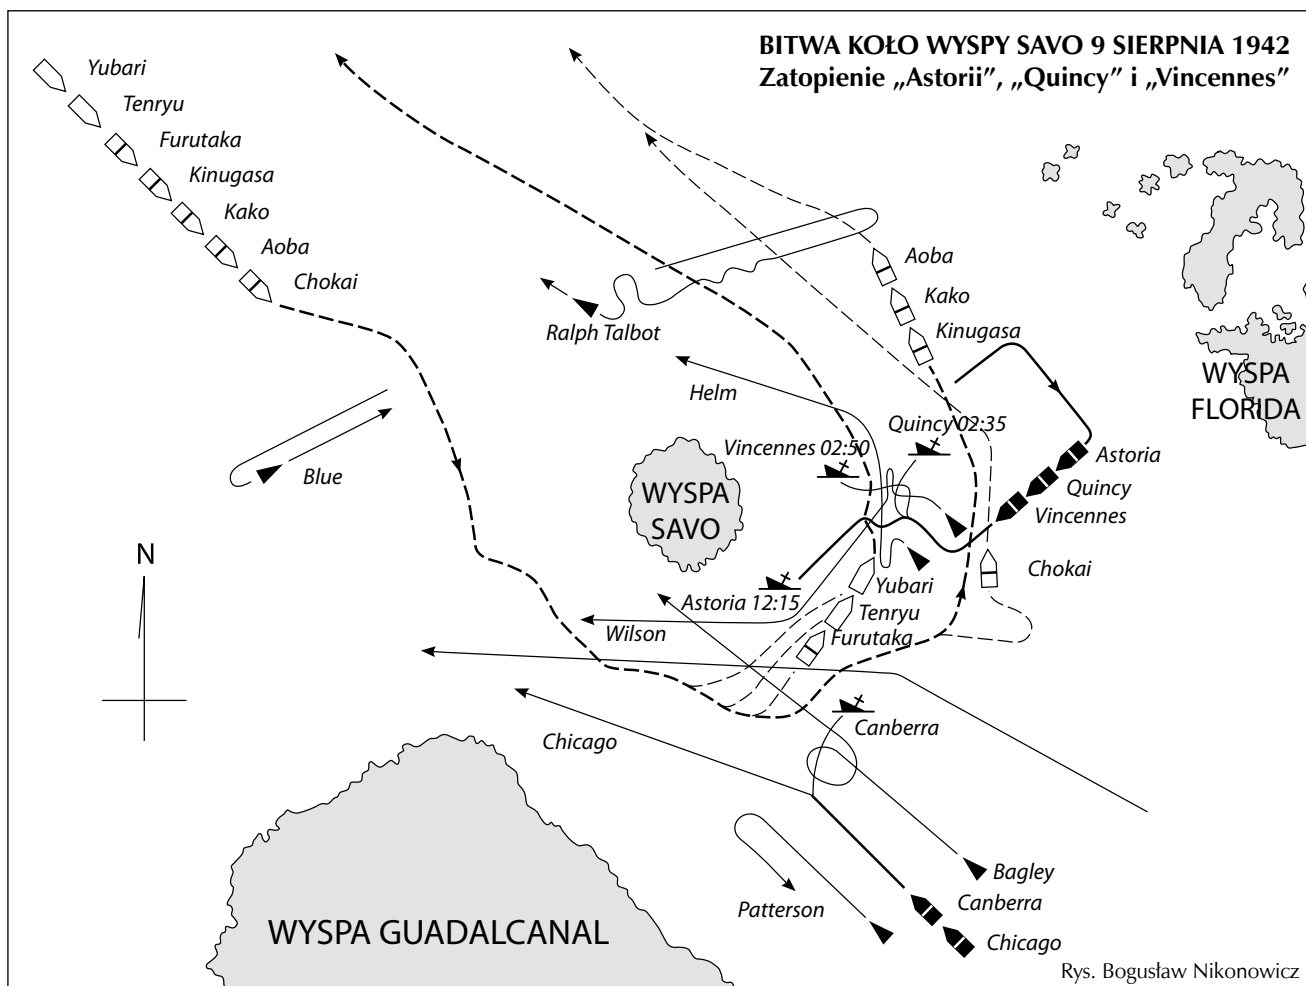 BITWA KOŁO WYSPY SAVO 9 SIERPNIA 1942
Zatopienie „Astorii”, „Quincy” i „Vincennes”
Yubari
Tenryu
Furutaka
Kinugasa
Kako
Aoba
Chokai
Aoba
Kako
Kinugasa
Ralph Talbot
Helm
WYSPA
FLORIDA
Quincy 02:35
Vincennes 02:50
Astoria
Quincy
Vincennes
Blue
WYSPA
SAVO
N
Chokai
Yubari
Tenryu
Furutaka
Astoria 12:15
Wilson
Canberra
Chicago
Bagley
Patterson
Canberra
Chicago
WYSPA GUADALCANAL
Rys. Bogusław Nikonowicz